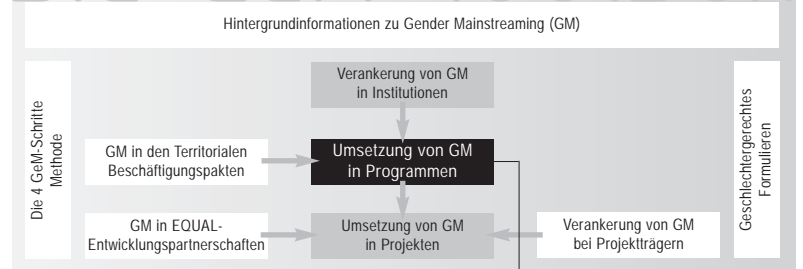 Hintergrundinformationen zu Gender Mainstreaming (GM)
Die 4 GeM-Schritte
Methode
Verankerung von GM
in Institutionen
GM in den Territorialen
Beschäftigungspakten
Umsetzung von GM
in Programmen
GM in EQUAL-
Entwicklungspartnerschaften
Umsetzung von GM
in Projekten
Verankerung von GM
bei Projektträgern
Geschlechtergerechtes
Formulieren